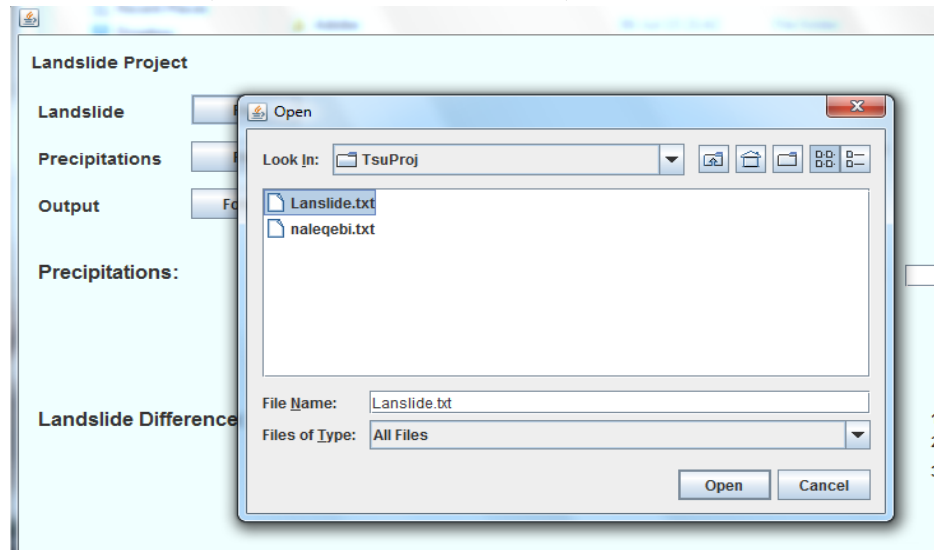 Landslide Project
Landslide
Precipitations
Output
Fo
Precipitations:
Landslide Difference
Open
Look In:
TsuProj
Lanslide.txt
naleqebi.txt
File Name:
Lanslide.txt
Files of Type:
All Files
Open
Cancel